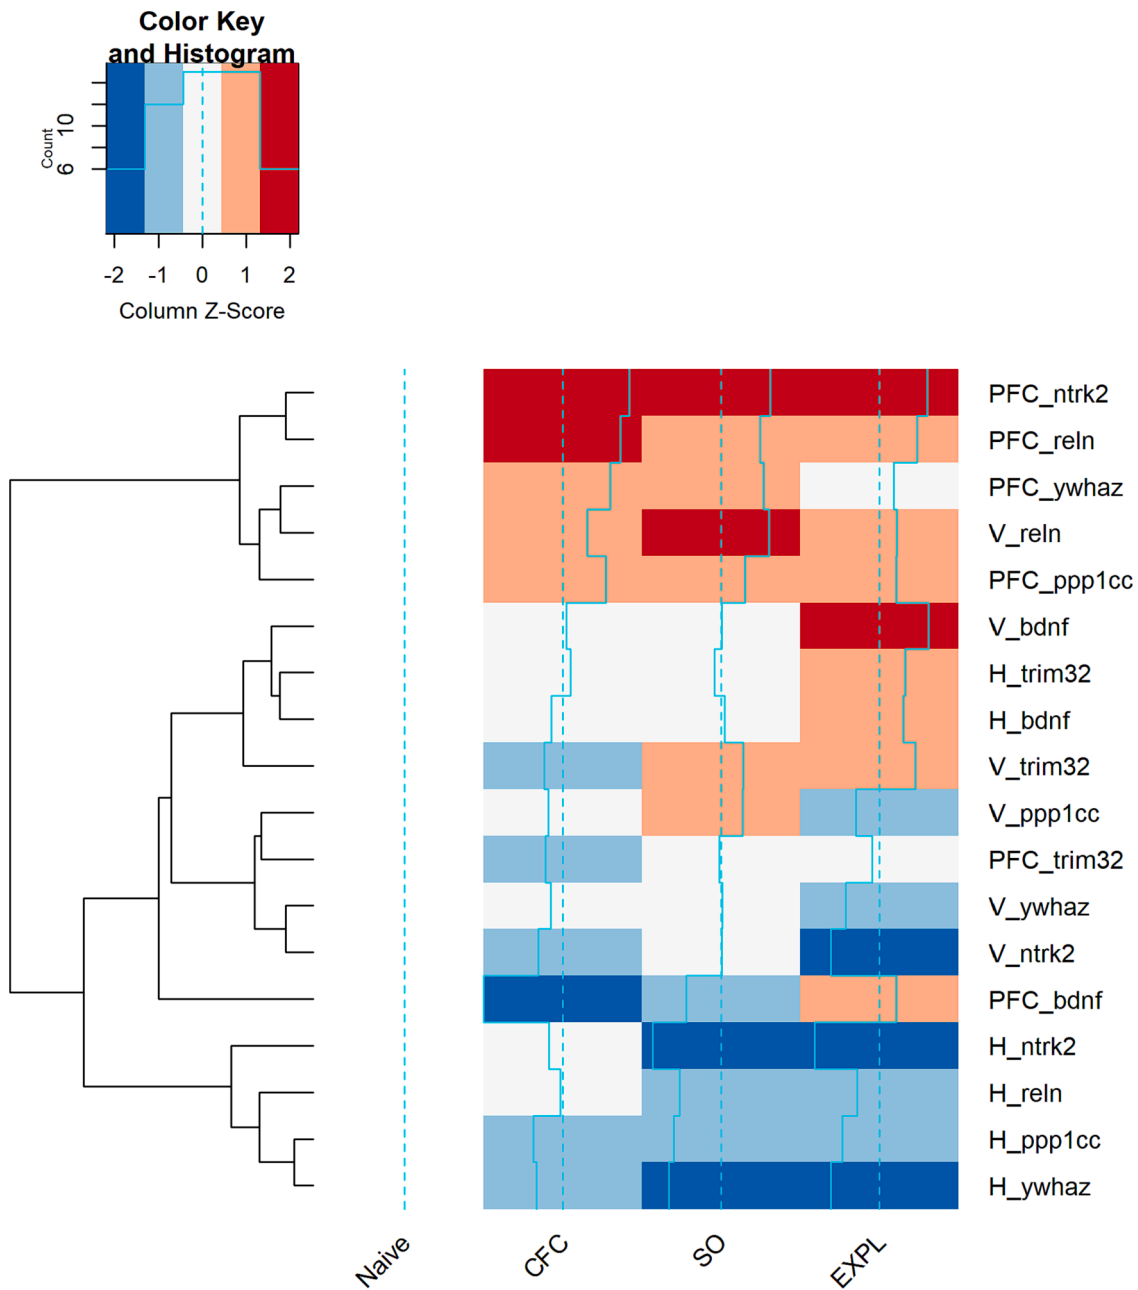 Color Key
and Histogram
Count
6 10
-2 -1 0 1 2
Column Z-Score
PFC_ntrk2
PFC_reln
PFC_ywhaz
V_reln
PFC_ppp1cc
V_bdnf
H_trim32
H_bdnf
V_trim32
V_ppp1cc
PFC_trim32
V_ywhaz
V_ntrk2
PFC_bdnf
H_ntrk2
H_reln
H_ppp1cc
H_ywhaz
Naive CFC SO EXPL